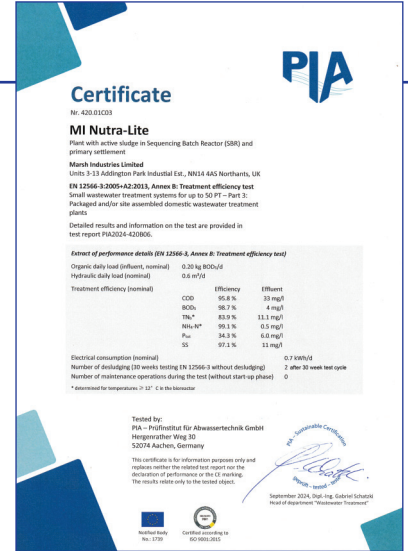 PIA
Certificate
Nr. 420.01C03
MI Nutra-Lite
Plant with active sludge in Sequencing Batch Reactor (SBR) and
primary settlement
Marsh Industries Limited
Units 3-13 Addington Park Industial Est., NN14 4AS Northants, UK
EN 12566-3:2005+A2:2013, Annex B: Treatment efficiency test
Small wastewater treatment systems for up to 50 PT – Part 3:
Packaged and/or site assembled domestic wastewater treatment
plants
Detailed results and information on the test are provided in
test report PIA2024-420B06.
Extract of performance details (EN 12566-3, Annex B: Treatment efficiency test)
Organic daily load (influent, nominal) 0.20 kg BOD₅/d
Hydraulic daily load (nominal) 0.6 m³/d
Treatment efficiency (nominal) Efficiency Effluent
COD 95.8 % 33 mg/l
BOD₅ 98.7 % 4 mg/l
TNb* 83.9 % 11.1 mg/l
NH₄-N* 99.1 % 0.5 mg/l
Ptot 34.3 % 6.0 mg/l
SS 97.1 % 11 mg/l
Electrical consumption (nominal) 0.7 kWh/d
Number of desludging (30 weeks testing EN 12566-3 without desludging) 2 after 30 week test cycle
Number of maintenance operations during the test (without start-up phase) 0
* determined for temperatures ≥ 12° C in the bioreactor
Tested by:
PIA – Prüfinstitut für Abwassertechnik GmbH
Hergenrather Weg 30
52074 Aachen, Germany
This certificate is for information purposes only and
replaces neither the related test report nor the
declaration of performance or the CE marking.
The results relate only to the tested object.
PIA - Sustainable Certification
geprüft - tested -
September 2024, Dipl.-Ing. Gabriel Schatzki
Head of department "Wastewater Treatment"
Notified Body
No.: 1739
Certified according to
ISO 9001:2015